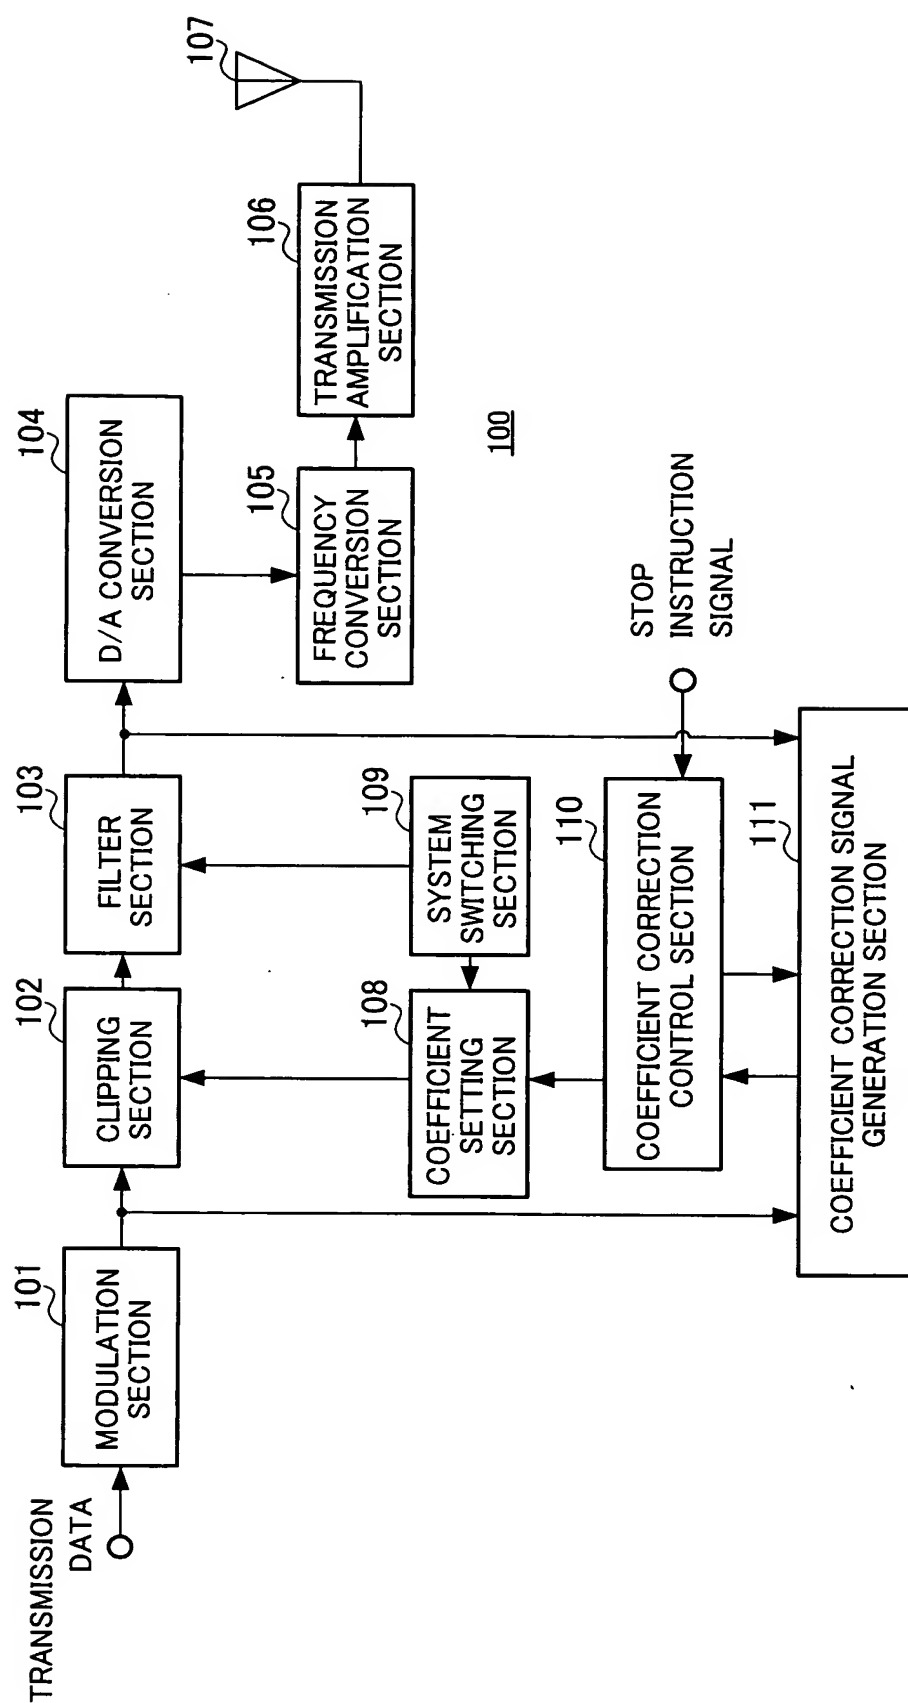 TRANSMISSION
DATA
101
MODULATION
SECTION
102
CLIPPING
SECTION
103
FILTER
SECTION
104
D/A CONVERSION
SECTION
105
FREQUENCY
CONVERSION
SECTION
106
TRANSMISSION
AMPLIFICATION
SECTION
107
108
COEFFICIENT
SETTING
SECTION
109
SYSTEM
SWITCHING
SECTION
100
110
COEFFICIENT CORRECTION
CONTROL SECTION
STOP
INSTRUCTION
SIGNAL
111
COEFFICIENT CORRECTION SIGNAL
GENERATION SECTION